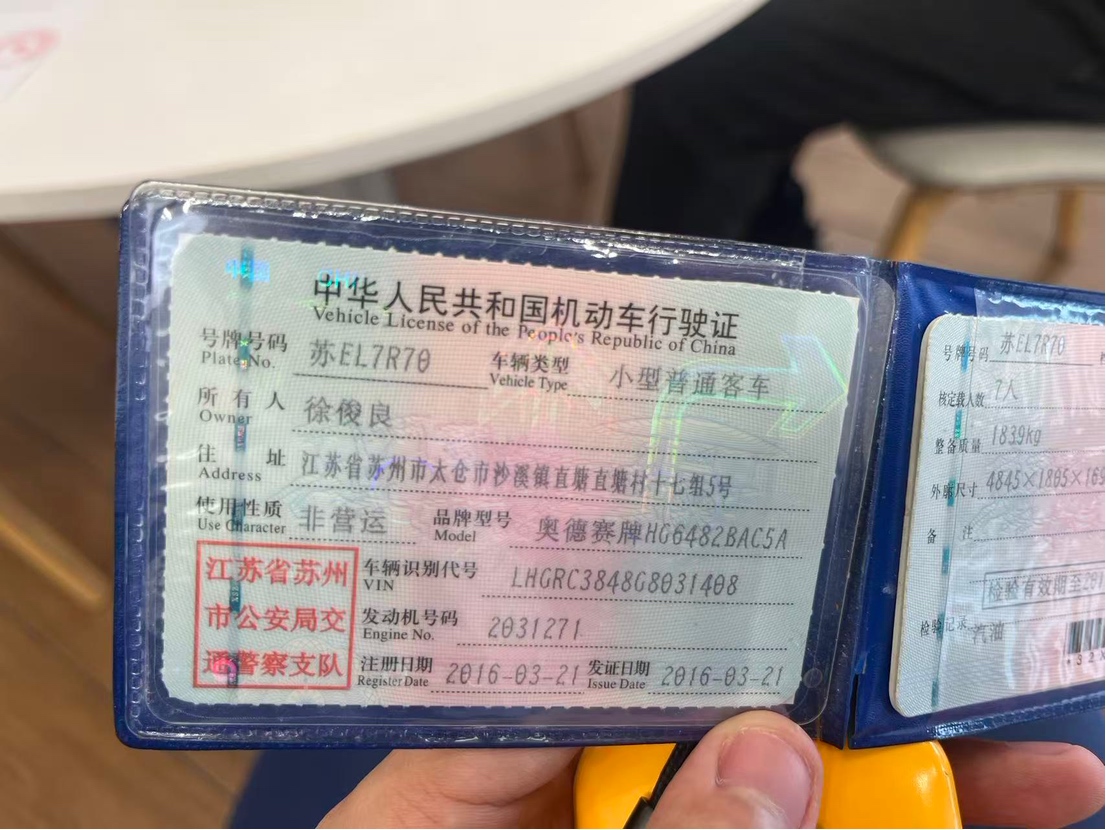 中华人民共和国机动车行驶证
Vehicle License of the People's Republic of China
号牌号码 苏EL7R70 车辆类型 小型普通客车
Plate No. Vehicle Type
所有人 徐俊良
Owner
住址 江苏省苏州市太仓市沙溪镇直塘直塘村十七组5号
Address
使用性质 非营运 品牌型号 奥德赛牌HG6482BAC5A
Use Character Model
江苏省苏州
市公安局交
通警察支队
车辆识别代号 LHGRC3848G8031408
VIN
发动机号码 2031271
Engine No.
注册日期 2016-03-21 发证日期 2016-03-21
Register Date Issue Date
号牌号码 苏EL7R70
核定载人数 7人
整备质量 1839kg
外廓尺寸 4845×1805×169
备注
检验有效期至201
检验记录 汽油